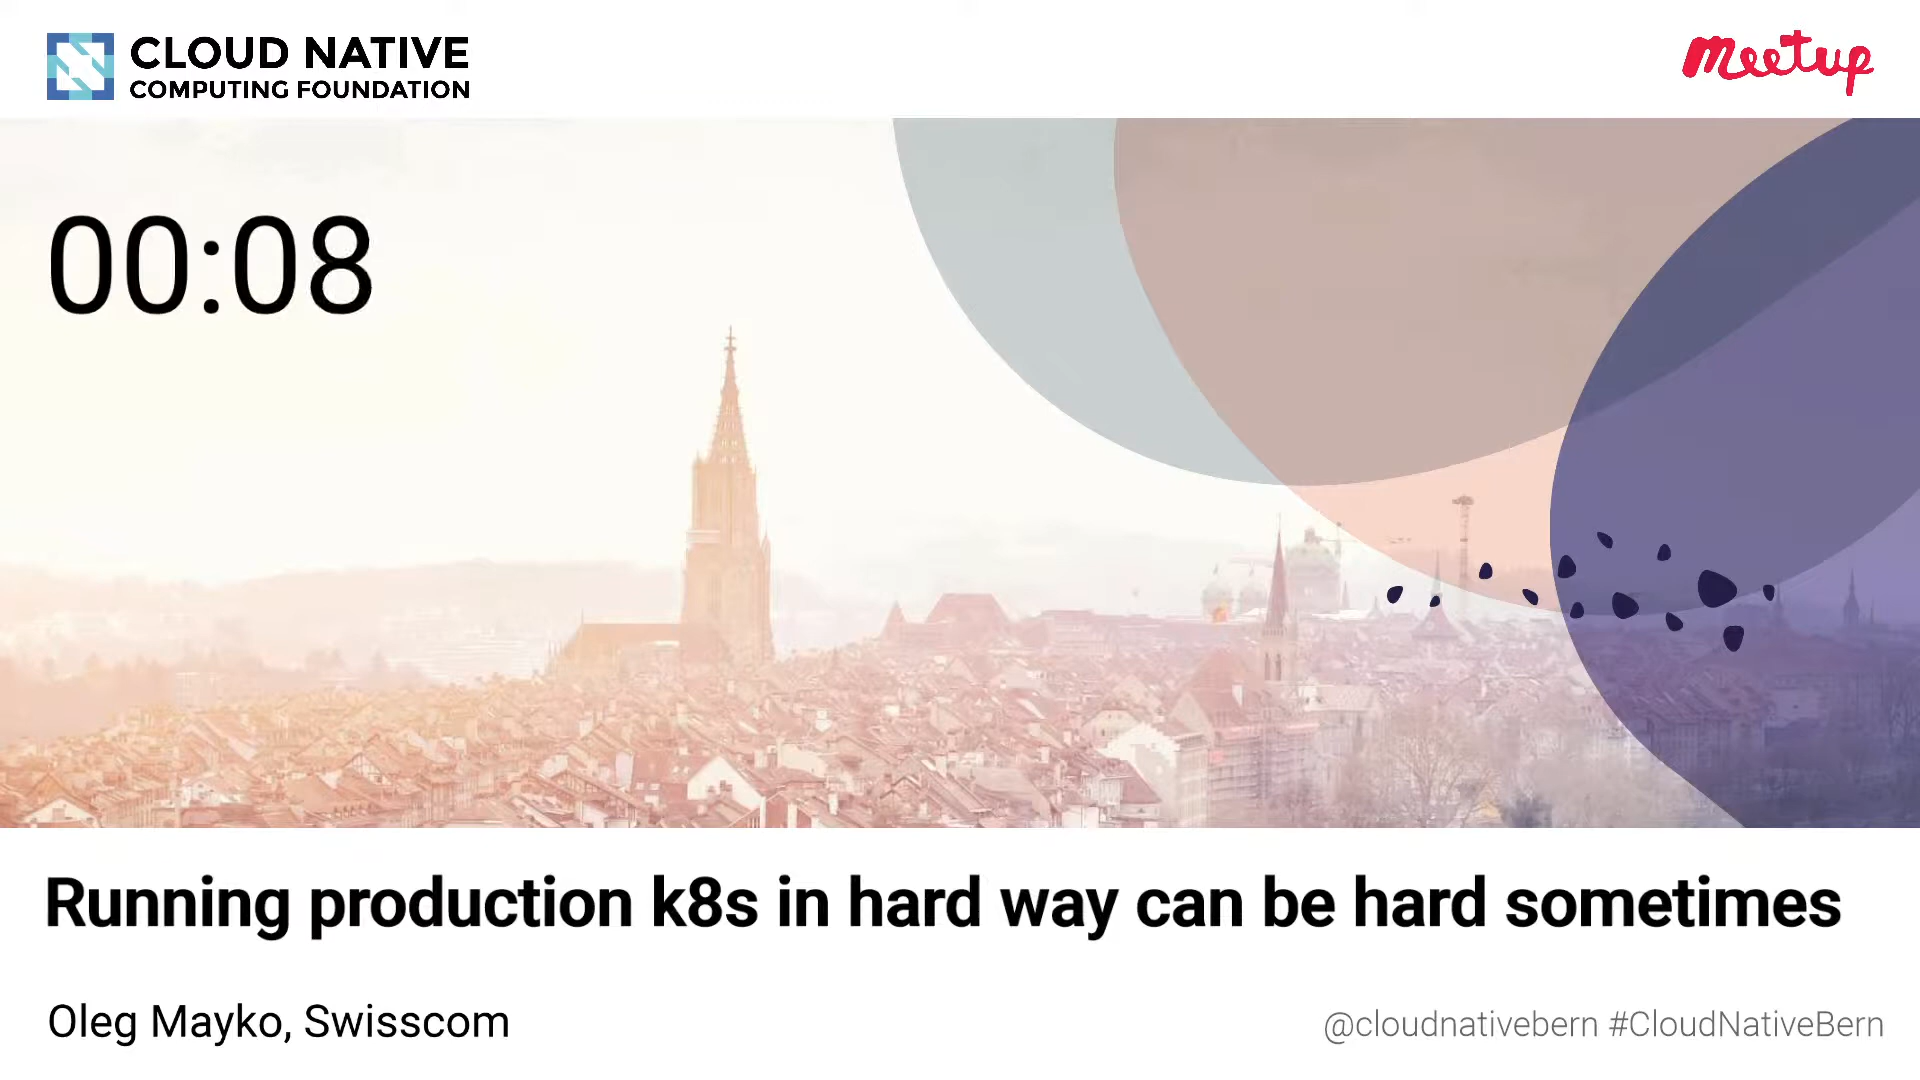 CLOUD NATIVE
COMPUTING FOUNDATION
Meetup
00:08
Running production k8s in hard way can be hard sometimes
Oleg Mayko, Swisscom
@cloudnativebern #CloudNativeBern